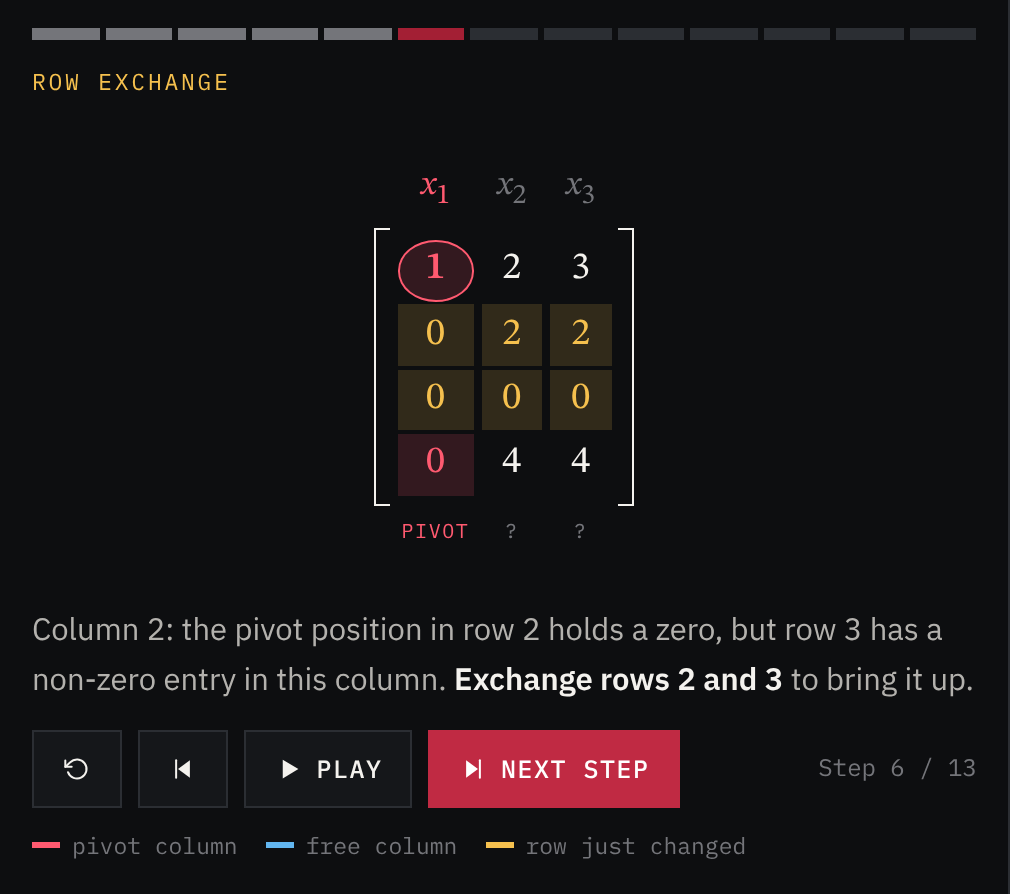 ROW EXCHANGE
x1 x2 x3
1 2 3
0 2 2
0 0 0
0 4 4
PIVOT ? ?
Column 2: the pivot position in row 2 holds a zero, but row 3 has a
non-zero entry in this column. Exchange rows 2 and 3 to bring it up.
PLAY NEXT STEP Step 6 / 13
pivot column free column row just changed